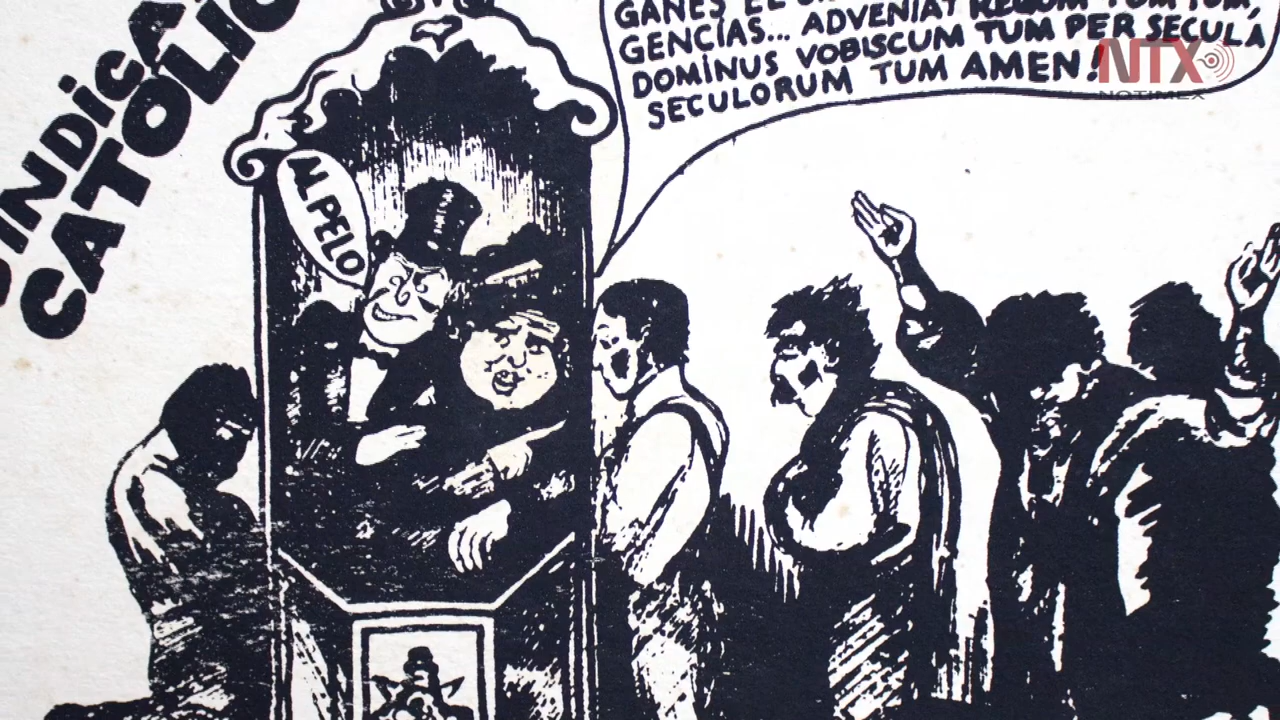 SINDICA
CATOLIC
GANES EL
GENCIAS... ADVENIAT REGUM TUM TUM,
DOMINUS VOBISCUM TUM PER SECULA
SECULORUM TUM AMEN!
AL PELO
NTX
NOTIMEX